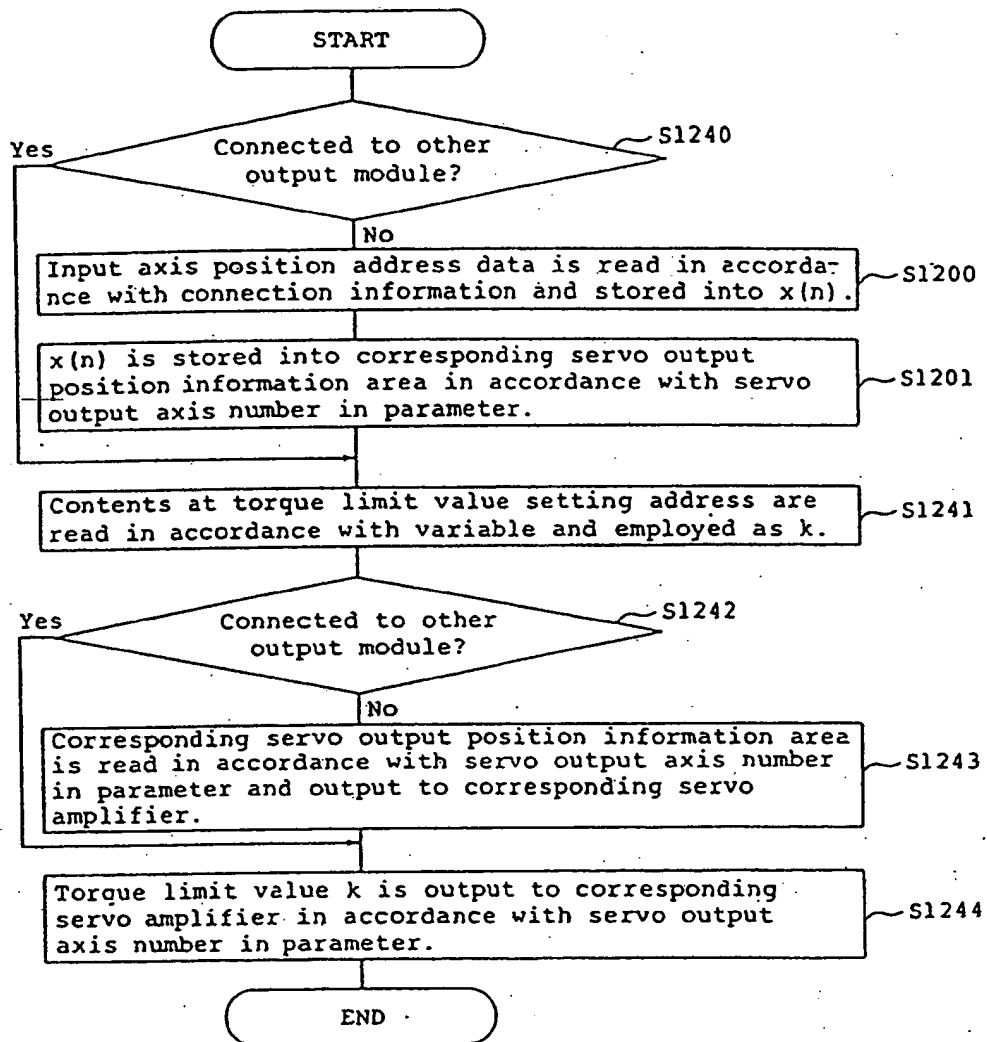 START
Connected to other
output module?
S1240
Yes
No
Input axis position address data is read in accorda-
nce with connection information and stored into x(n).
S1200
x(n) is stored into corresponding servo output
position information area in accordance with servo
output axis number in parameter.
S1201
Contents at torque limit value setting address are
read in accordance with variable and employed as k.
S1241
Connected to other
output module?
S1242
Yes
No
Corresponding servo output position information area
is read in accordance with servo output axis number
in parameter and output to corresponding servo
amplifier.
S1243
Torque limit value k is output to corresponding
servo amplifier in accordance with servo output
axis number in parameter.
S1244
END